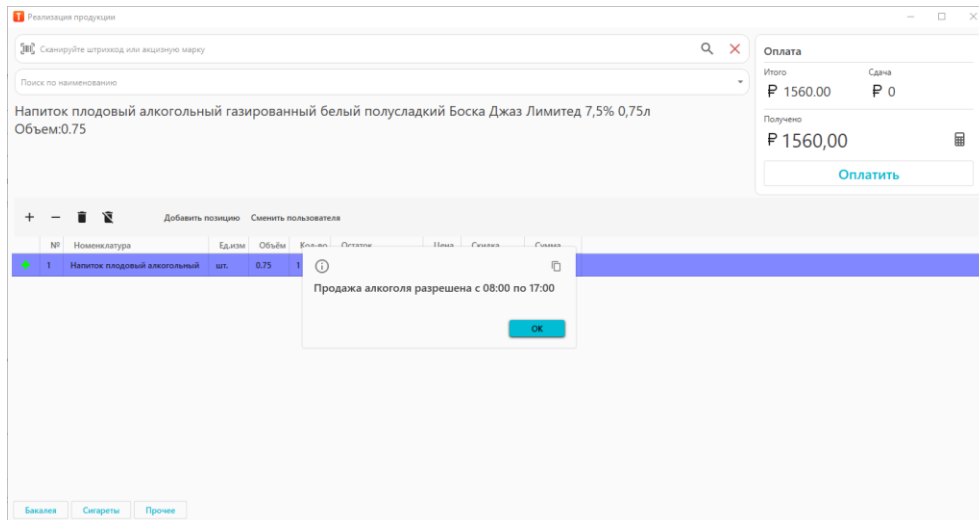 Реализация продукции
Сканируйте штрихкод или акцизную марку
Поиск по наименованию
Напиток плодовый алкогольный газированный белый полусладкий Боска Джаз Лимитед 7,5% 0,75л
Объем:0.75
Оплата
Итого Сдача
₽ 1560.00 ₽ 0
Получено
₽ 1560,00
Оплатить
Добавить позицию Сменить пользователя
№ Номенклатура Ед.изм Объём Кол-во Остаток Цена Скидка Сумма
1 Напиток плодовый алкогольный шт. 0.75 1
Продажа алкоголя разрешена с 08:00 по 17:00
ОК
Бакалея Сигареты Прочее